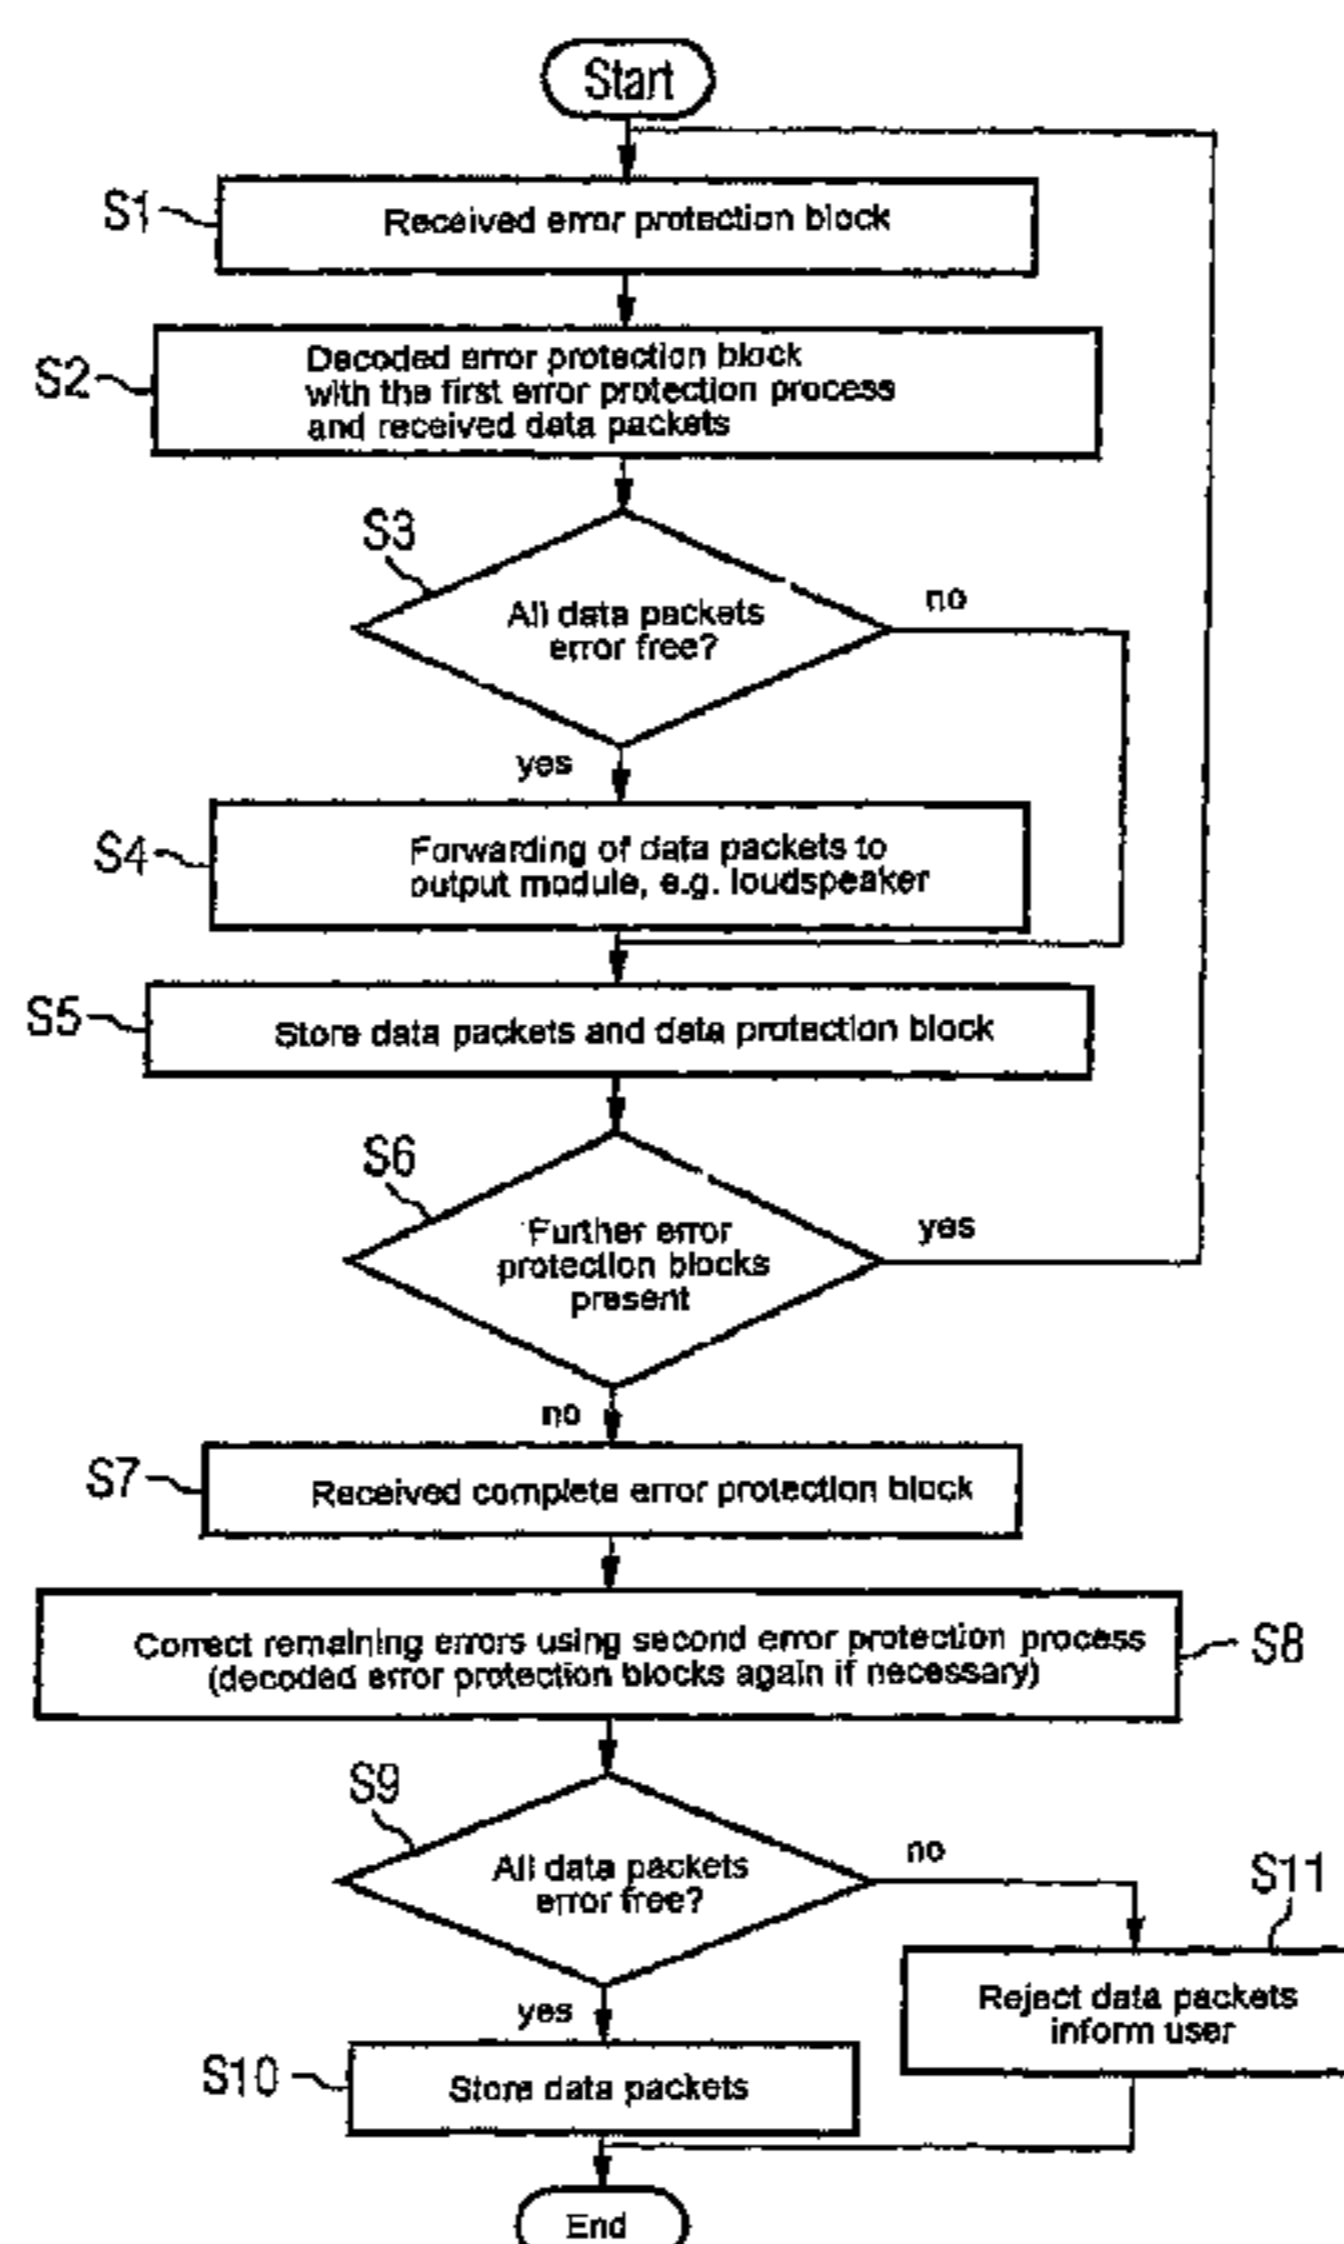 Start
S1
Received error protection block
S2
Decoded error protection block
with the first error protection process
and received data packets
S3
All data packets
error free?
no
yes
S4
Forwarding of data packets to
output module, e.g. loudspeaker
S5
Store data packets and data protection block
S6
Further error
protection blocks
present
yes
no
S7
Received complete error protection block
Correct remaining errors using second error protection process
(decoded error protection blocks again if necessary)
S8
S9
All data packets
error free?
no
S11
Reject data packets
inform user
yes
S10
Store data packets
End